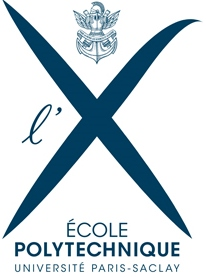 l'X
ÉCOLE
POLYTECHNIQUE
UNIVERSITÉ PARIS-SACLAY